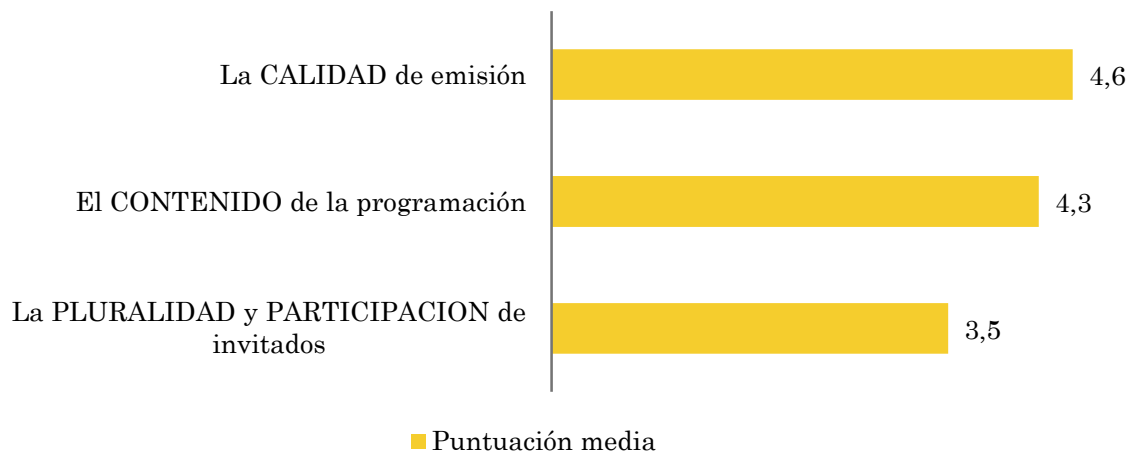 La CALIDAD de emisión
4,6
El CONTENIDO de la programación
4,3
La PLURALIDAD y PARTICIPACION de
invitados
3,5
Puntuación media